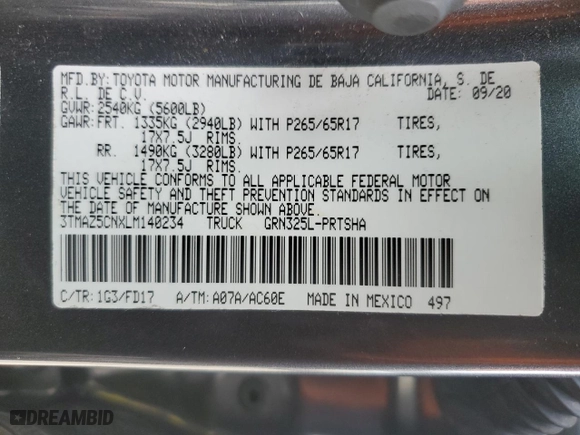 MFD.BY:TOYOTA MOTOR MANUFACTURING DE BAJA CALIFORNIA, S. DE
R.L. DE C.V. DATE: 09/20
GVWR:2540KG (5600LB)
GAWR:FRT. 1335KG (2940LB) WITH P265/65R17 TIRES,
17X7.5J RIMS.
RR. 1490KG (3280LB) WITH P265/65R17 TIRES,
17X7.5J RIMS.
THIS VEHICLE CONFORMS TO ALL APPLICABLE FEDERAL MOTOR
VEHICLE SAFETY AND THEFT PREVENTION STANDARDS IN EFFECT ON
THE DATE OF MANUFACTURE SHOWN ABOVE.
3TMAZ5CNXLM140234 TRUCK GRN325L-PRTSHA
C/TR:1G3/FD17 A/TM:A07A/AC60E MADE IN MEXICO 497
DREAMBID